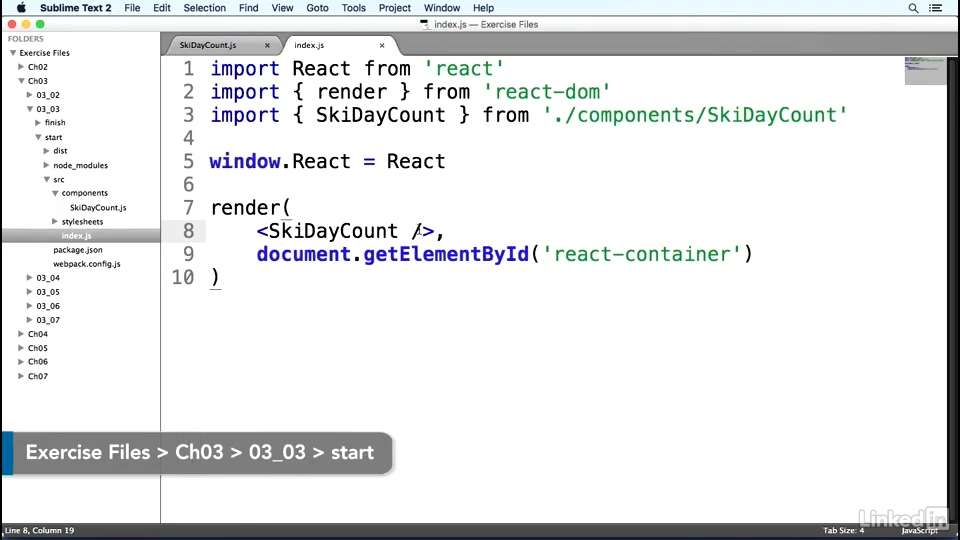 Sublime Text 2 File Edit Selection Find View Goto Tools Project Window Help
index.js — Exercise Files
FOLDERS
Exercise Files
Ch02
Ch03
03_02
03_03
finish
start
dist
node_modules
src
components
SkiDayCount.js
stylesheets
index.js
package.json
webpack.config.js
03_04
03_05
03_06
03_07
Ch04
Ch05
Ch06
Ch07
SkiDayCount.js × index.js ×
1 import React from 'react'
2 import { render } from 'react-dom'
3 import { SkiDayCount } from './components/SkiDayCount'
4
5 window.React = React
6
7 render(
8 <SkiDayCount />,
9 document.getElementById('react-container')
10 )
Exercise Files > Ch03 > 03_03 > start
Line 8, Column 19
Tab Size: 4
JavaScript
LinkedIn